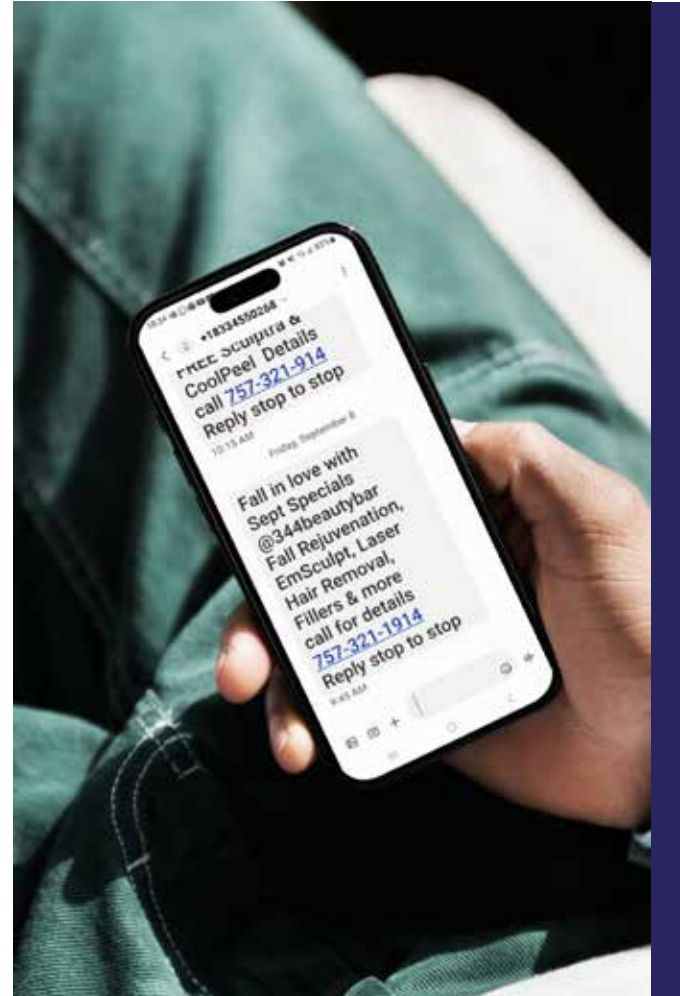 18:34
+18334550268
FREE Sculptra &
CoolPeel Details
call 757-321-914
Reply stop to stop
10:15 AM
Friday, September 8
Fall in love with
Sept Specials
@344beautybar
Fall Rejuvenation,
EmSculpt, Laser
Hair Removal,
Fillers & more
call for details
757-321-1914
Reply stop to stop
9:45 AM